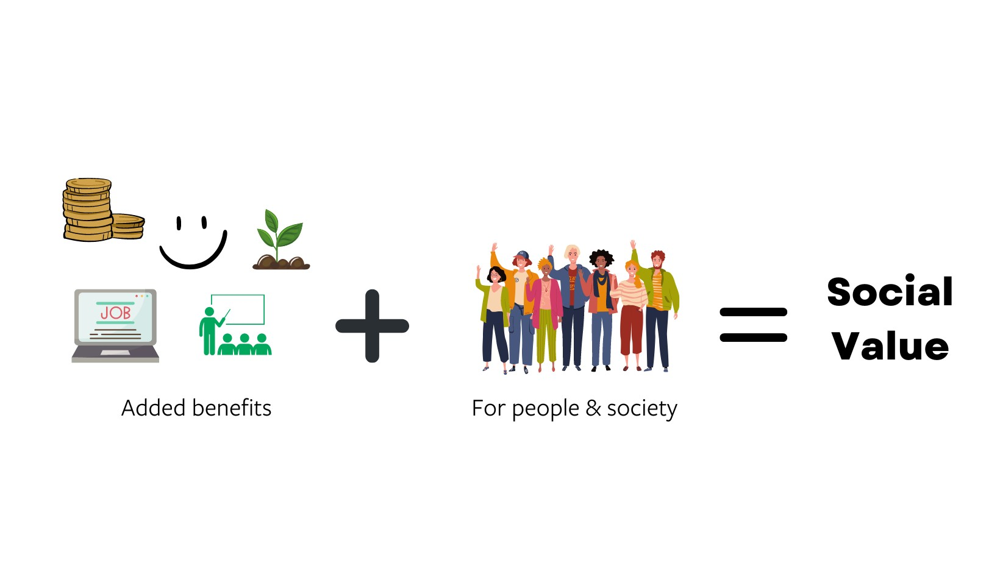 JOB
Added benefits
For people & society
Social
Value